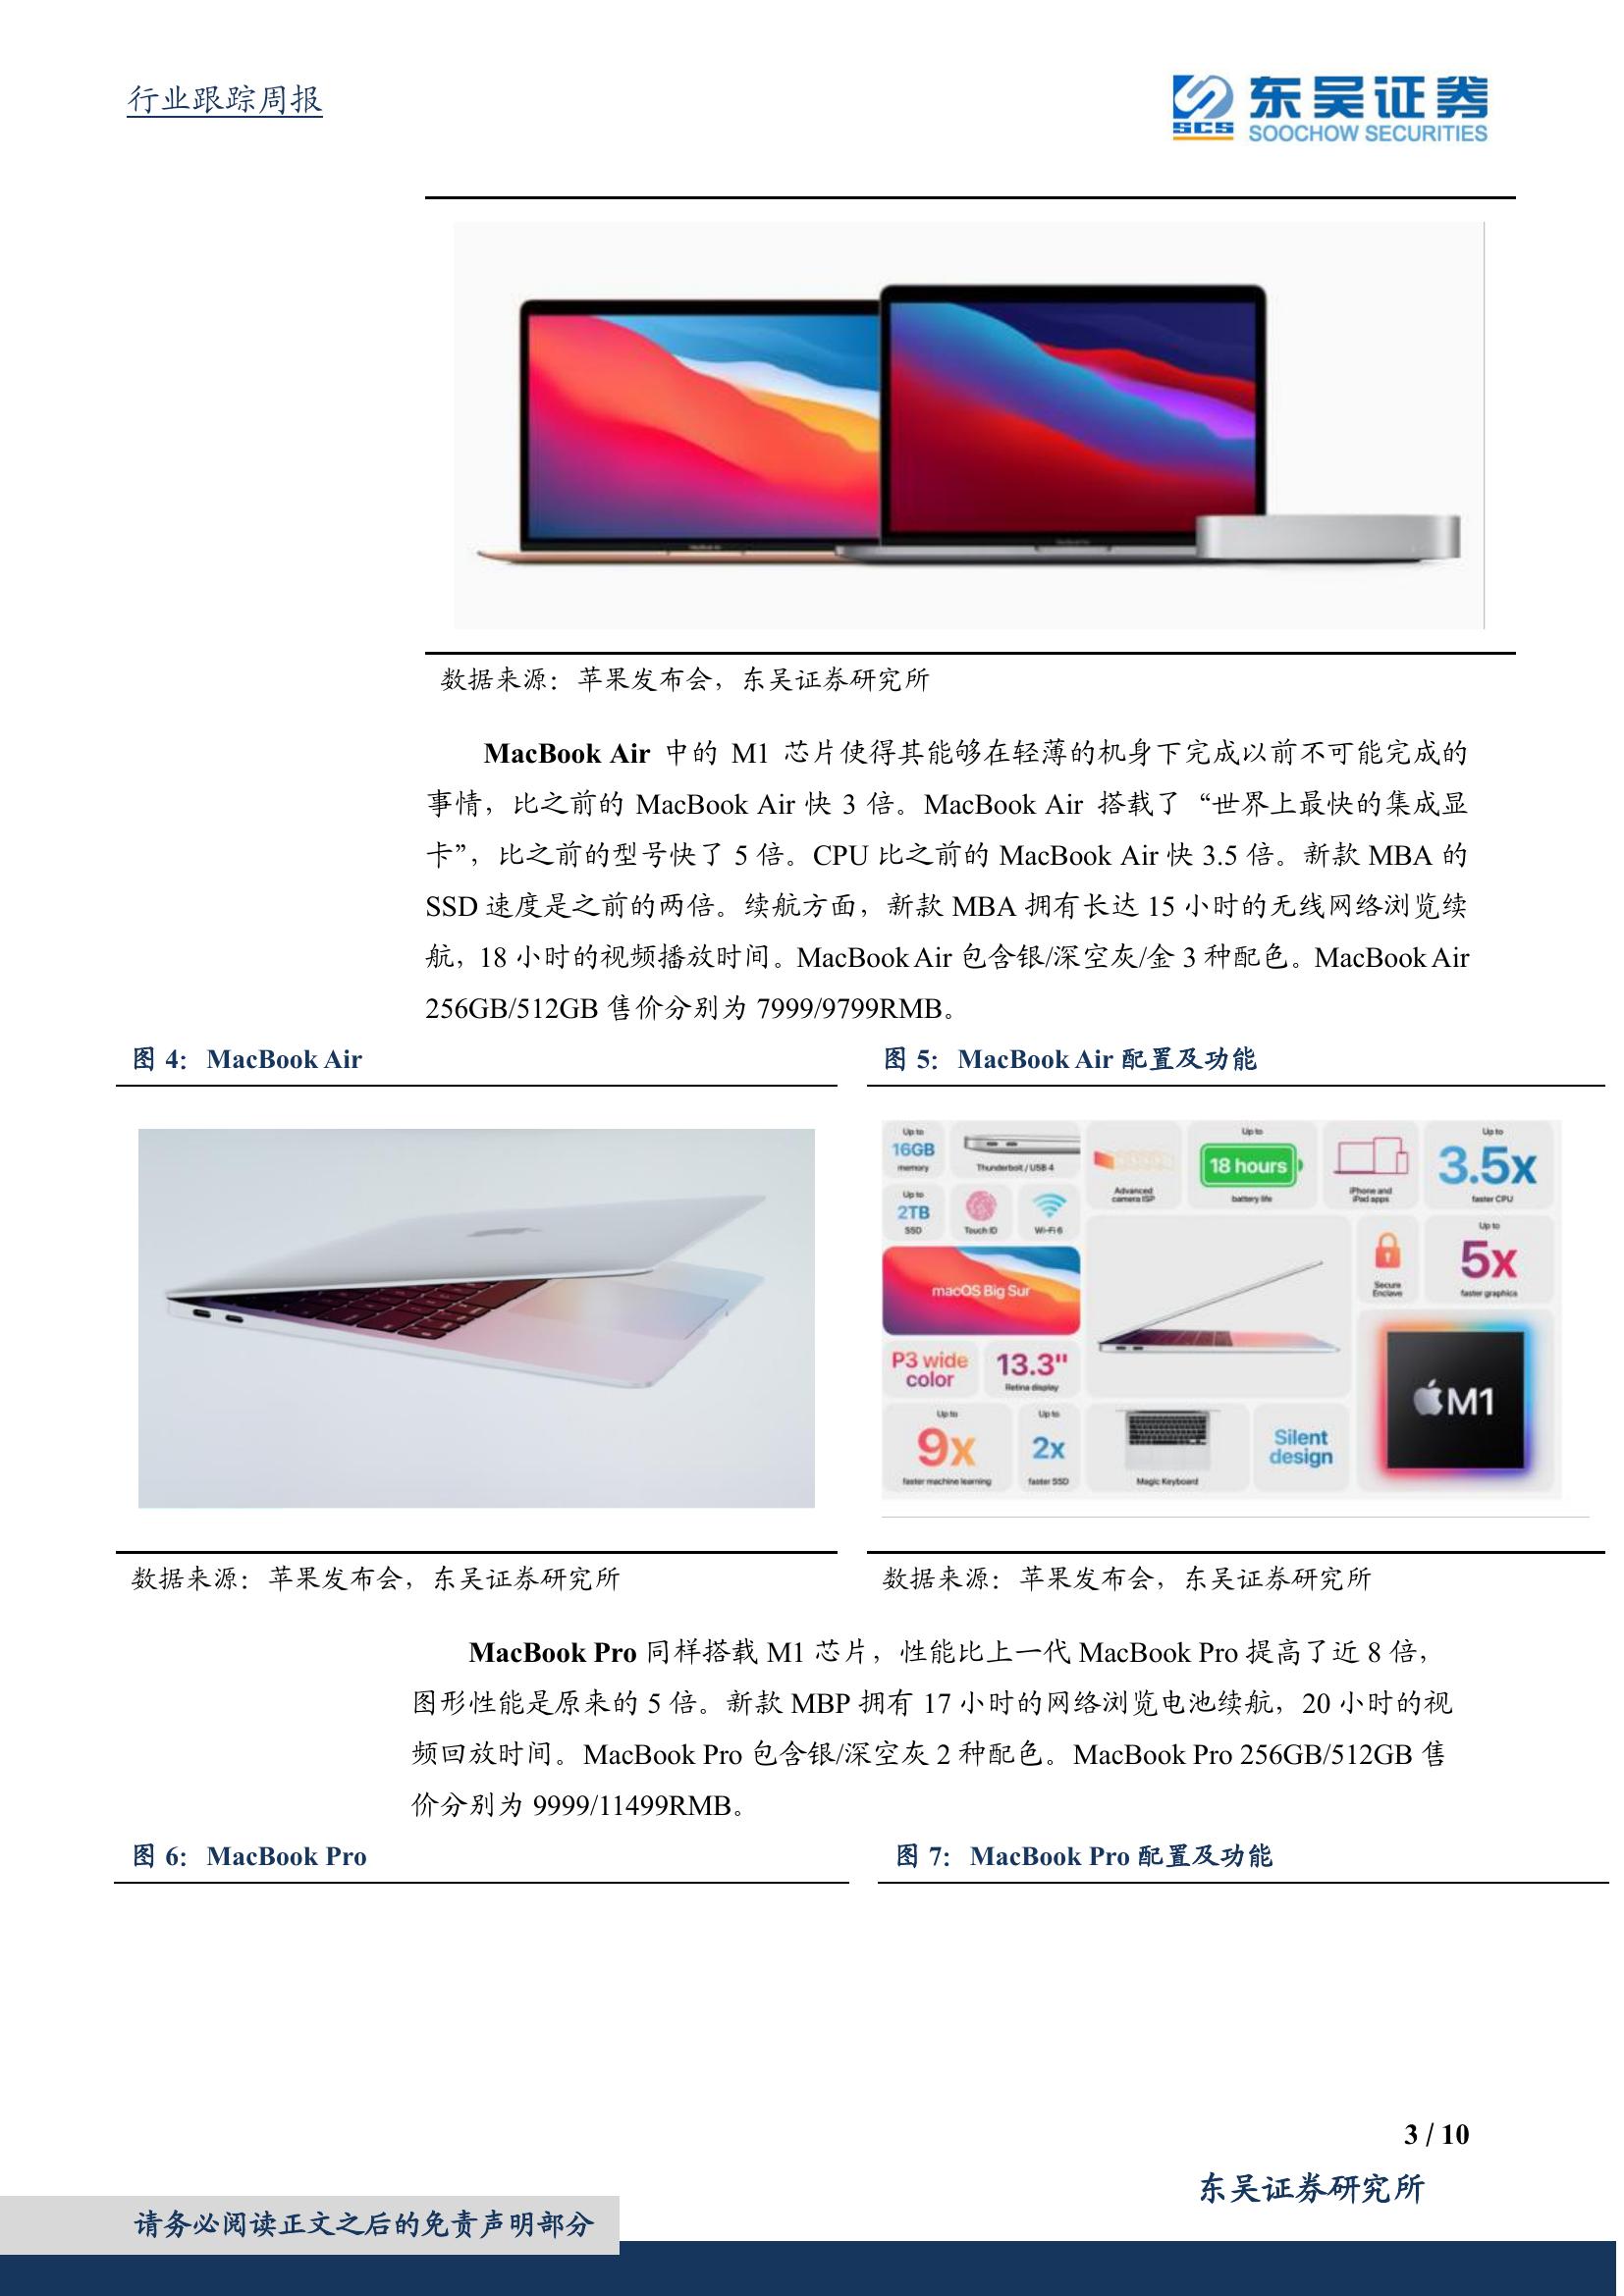 行业跟踪周报
SCS
东吴证券
SOOCHOW SECURITIES
数据来源：苹果发布会，东吴证券研究所
MacBook Air 中的 M1 芯片使得其能够在轻薄的机身下完成以前不可能完成的
事情，比之前的 MacBook Air 快 3 倍。MacBook Air 搭载了“世界上最快的集成显
卡”，比之前的型号快了 5 倍。CPU 比之前的 MacBook Air 快 3.5 倍。新款 MBA 的
SSD 速度是之前的两倍。续航方面，新款 MBA 拥有长达 15 小时的无线网络浏览续
航，18 小时的视频播放时间。MacBook Air 包含银/深空灰/金 3 种配色。MacBook Air
256GB/512GB 售价分别为 7999/9799RMB。
图 4： MacBook Air
图 5： MacBook Air 配置及功能
Up to
16GB
memory
Thunderbolt / USB 4
Advanced
camera ISP
Up to
18 hours
battery life
iPhone and
iPad apps
Up to
3.5x
faster CPU
Up to
2TB
SSD
Touch ID
Wi-Fi 6
macOS Big Sur
Secure
Enclave
Up to
5x
faster graphics
P3 wide
color
13.3"
Retina display
M1
Up to
9x
faster machine learning
Up to
2x
faster SSD
Magic Keyboard
Silent
design
数据来源：苹果发布会，东吴证券研究所
数据来源：苹果发布会，东吴证券研究所
MacBook Pro 同样搭载 M1 芯片，性能比上一代 MacBook Pro 提高了近 8 倍，
图形性能是原来的 5 倍。新款 MBP 拥有 17 小时的网络浏览电池续航，20 小时的视
频回放时间。MacBook Pro 包含银/深空灰 2 种配色。MacBook Pro 256GB/512GB 售
价分别为 9999/11499RMB。
图 6： MacBook Pro
图 7： MacBook Pro 配置及功能
3 / 10
东吴证券研究所
请务必阅读正文之后的免责声明部分